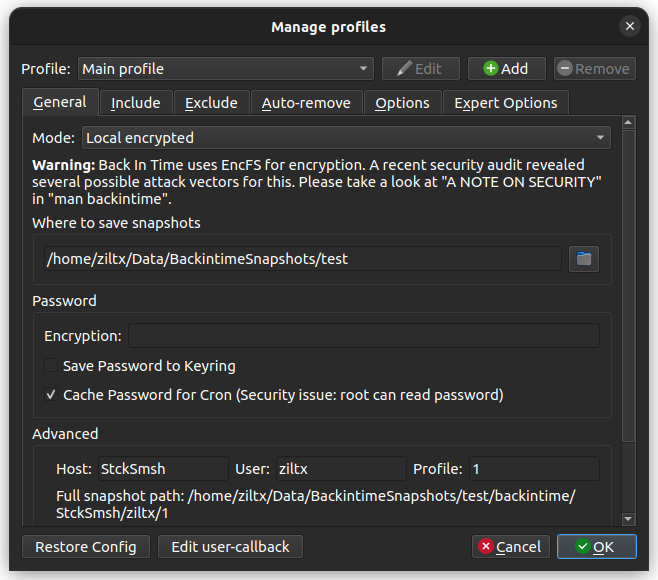 Manage profiles
Profile: Main profile Edit Add Remove
General Include Exclude Auto-remove Options Expert Options
Mode: Local encrypted
Warning: Back In Time uses EncFS for encryption. A recent security audit revealed
several possible attack vectors for this. Please take a look at "A NOTE ON SECURITY"
in "man backintime".
Where to save snapshots
/home/ziltx/Data/BackintimeSnapshots/test
Password
Encryption:
Save Password to Keyring
Cache Password for Cron (Security issue: root can read password)
Advanced
Host: StckSmsh User: ziltx Profile: 1
Full snapshot path: /home/ziltx/Data/BackintimeSnapshots/test/backintime/
StckSmsh/ziltx/1
Restore Config Edit user-callback Cancel OK